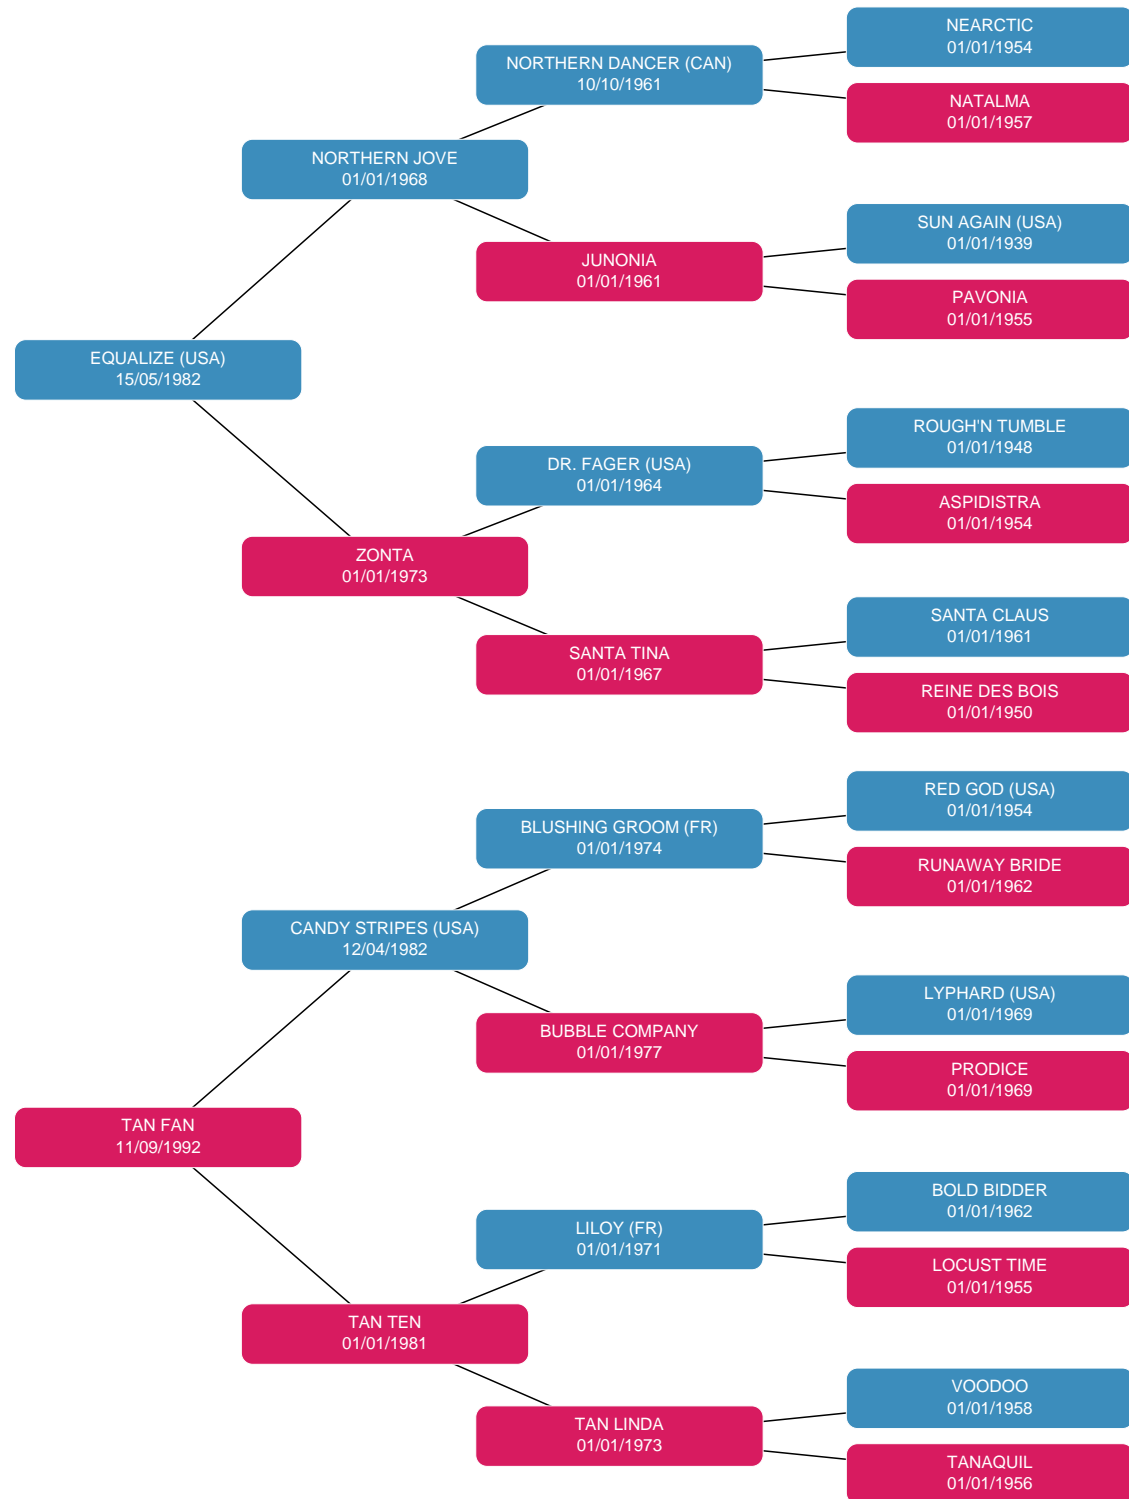 NEARCTIC
01/01/1954
NORTHERN DANCER (CAN)
10/10/1961
NATALMA
01/01/1957
NORTHERN JOVE
01/01/1968
SUN AGAIN (USA)
01/01/1939
JUNONIA
01/01/1961
PAVONIA
01/01/1955
EQUALIZE (USA)
15/05/1982
ROUGH'N TUMBLE
01/01/1948
DR. FAGER (USA)
01/01/1964
ASPIDISTRA
01/01/1954
ZONTA
01/01/1973
SANTA CLAUS
01/01/1961
SANTA TINA
01/01/1967
REINE DES BOIS
01/01/1950
RED GOD (USA)
01/01/1954
BLUSHING GROOM (FR)
01/01/1974
RUNAWAY BRIDE
01/01/1962
CANDY STRIPES (USA)
12/04/1982
LYPHARD (USA)
01/01/1969
BUBBLE COMPANY
01/01/1977
PRODICE
01/01/1969
TAN FAN
11/09/1992
BOLD BIDDER
01/01/1962
LILOY (FR)
01/01/1971
LOCUST TIME
01/01/1955
TAN TEN
01/01/1981
VOODOO
01/01/1958
TAN LINDA
01/01/1973
TANAQUIL
01/01/1956